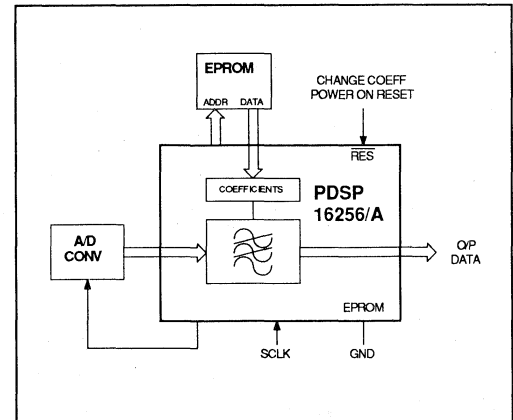 EPROM
ADDR DATA
CHANGE COEFF
POWER ON RESET
RES
COEFFICIENTS
PDSP
16256/A
A/D
CONV
O/P
DATA
EPROM
SCLK
GND